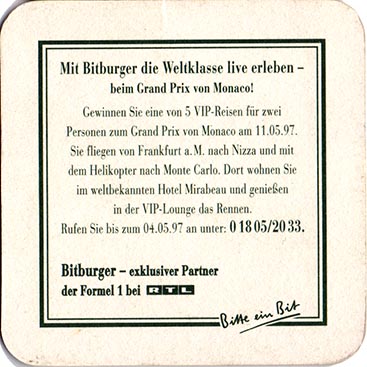 Mit Bitburger die Weltklasse live erleben –
beim Grand Prix von Monaco!
Gewinnen Sie eine von 5 VIP-Reisen für zwei
Personen zum Grand Prix von Monaco am 11.05.97.
Sie fliegen von Frankfurt a.M. nach Nizza und mit
dem Helikopter nach Monte Carlo. Dort wohnen Sie
im weltbekannten Hotel Mirabeau und genießen
in der VIP-Lounge das Rennen.
Rufen Sie bis zum 04.05.97 an unter: 0 18 05/20 33.
Bitburger – exklusiver Partner
der Formel 1 bei RTL
Bitte ein Bit